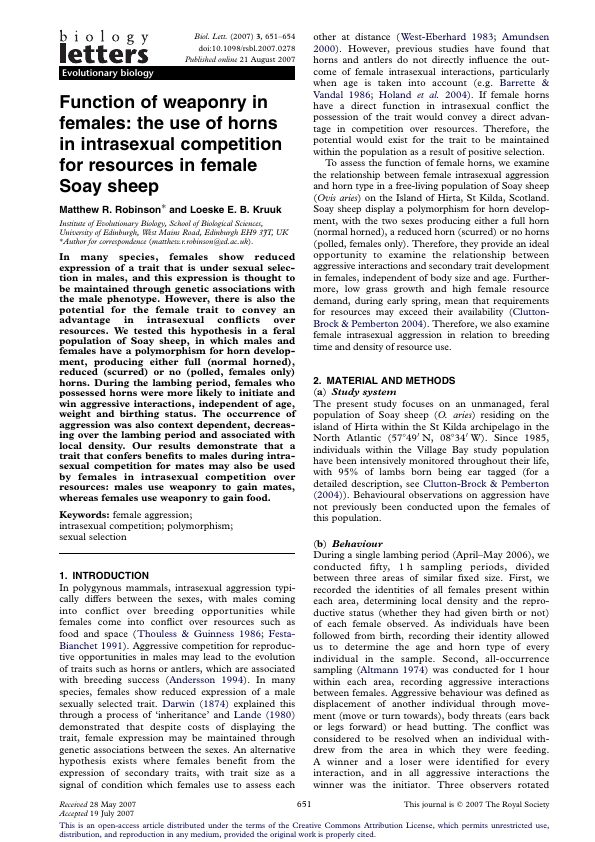 biology
letters
Evolutionary biology
Biol. Lett. (2007) 3, 651–654
doi:10.1098/rsbl.2007.0278
Published online 21 August 2007
Function of weaponry in
females: the use of horns
in intrasexual competition
for resources in female
Soay sheep
Matthew R. Robinson* and Loeske E. B. Kruuk
Institute of Evolutionary Biology, School of Biological Sciences,
University of Edinburgh, West Mains Road, Edinburgh EH9 3JT, UK
*Author for correspondence (matthew.r.robinson@ed.ac.uk).
In many species, females show reduced
expression of a trait that is under sexual selec-
tion in males, and this expression is thought to
be maintained through genetic associations with
the male phenotype. However, there is also the
potential for the female trait to convey an
advantage in intrasexual conflicts over
resources. We tested this hypothesis in a feral
population of Soay sheep, in which males and
females have a polymorphism for horn develop-
ment, producing either full (normal horned),
reduced (scurred) or no (polled, females only)
horns. During the lambing period, females who
possessed horns were more likely to initiate and
win aggressive interactions, independent of age,
weight and birthing status. The occurrence of
aggression was also context dependent, decreas-
ing over the lambing period and associated with
local density. Our results demonstrate that a
trait that confers benefits to males during intra-
sexual competition for mates may also be used
by females in intrasexual competition over
resources: males use weaponry to gain mates,
whereas females use weaponry to gain food.
Keywords: female aggression;
intrasexual competition; polymorphism;
sexual selection
1. INTRODUCTION
In polygynous mammals, intrasexual aggression typi-
cally differs between the sexes, with males coming
into conflict over breeding opportunities while
females come into conflict over resources such as
food and space (Thouless & Guinness 1986; Festa-
Bianchet 1991). Aggressive competition for reproduc-
tive opportunities in males may lead to the evolution
of traits such as horns or antlers, which are associated
with breeding success (Andersson 1994). In many
species, females show reduced expression of a male
sexually selected trait. Darwin (1874) explained this
through a process of ‘inheritance’ and Lande (1980)
demonstrated that despite costs of displaying the
trait, female expression may be maintained through
genetic associations between the sexes. An alternative
hypothesis exists where females benefit from the
expression of secondary traits, with trait size as a
signal of condition which females use to assess each
other at distance (West-Eberhard 1983; Amundsen
2000). However, previous studies have found that
horns and antlers do not directly influence the out-
come of female intrasexual interactions, particularly
when age is taken into account (e.g. Barrette &
Vandal 1986; Holand et al. 2004). If female horns
have a direct function in intrasexual conflict the
possession of the trait would convey a direct advan-
tage in competition over resources. Therefore, the
potential would exist for the trait to be maintained
within the population as a result of positive selection.
To assess the function of female horns, we examine
the relationship between female intrasexual aggression
and horn type in a free-living population of Soay sheep
(Ovis aries) on the Island of Hirta, St Kilda, Scotland.
Soay sheep display a polymorphism for horn develop-
ment, with the two sexes producing either a full horn
(normal horned), a reduced horn (scurred) or no horns
(polled, females only). Therefore, they provide an ideal
opportunity to examine the relationship between
aggressive interactions and secondary trait development
in females, independent of body size and age. Further-
more, low grass growth and high female resource
demand, during early spring, mean that requirements
for resources may exceed their availability (Clutton-
Brock & Pemberton 2004). Therefore, we also examine
female intrasexual aggression in relation to breeding
time and density of resource use.
2. MATERIAL AND METHODS
(a) Study system
The present study focuses on an unmanaged, feral
population of Soay sheep (O. aries) residing on the
island of Hirta within the St Kilda archipelago in the
North Atlantic (57°49′ N, 08°34′ W). Since 1985,
individuals within the Village Bay study population
have been intensively monitored throughout their life,
with 95% of lambs born being ear tagged (for a
detailed description, see Clutton-Brock & Pemberton
(2004)). Behavioural observations on aggression have
not previously been conducted upon the females of
this population.
(b) Behaviour
During a single lambing period (April–May 2006), we
conducted fifty, 1 h sampling periods, divided
between three areas of similar fixed size. First, we
recorded the identities of all females present within
each area, determining local density and the repro-
ductive status (whether they had given birth or not)
of each female observed. As individuals have been
followed from birth, recording their identity allowed
us to determine the age and horn type of every
individual in the sample. Second, all-occurrence
sampling (Altmann 1974) was conducted for 1 hour
within each area, recording aggressive interactions
between females. Aggressive behaviour was defined as
displacement of another individual through move-
ment (move or turn towards), body threats (ears back
or legs forward) or head butting. The conflict was
considered to be resolved when an individual with-
drew from the area in which they were feeding.
A winner and a loser were identified for every
interaction, and in all aggressive interactions the
winner was the initiator. Three observers rotated
Received 28 May 2007
Accepted 19 July 2007
651
This journal is © 2007 The Royal Society
This is an open-access article distributed under the terms of the Creative Commons Attribution License, which permits unrestricted use,
distribution, and reproduction in any medium, provided the original work is properly cited.